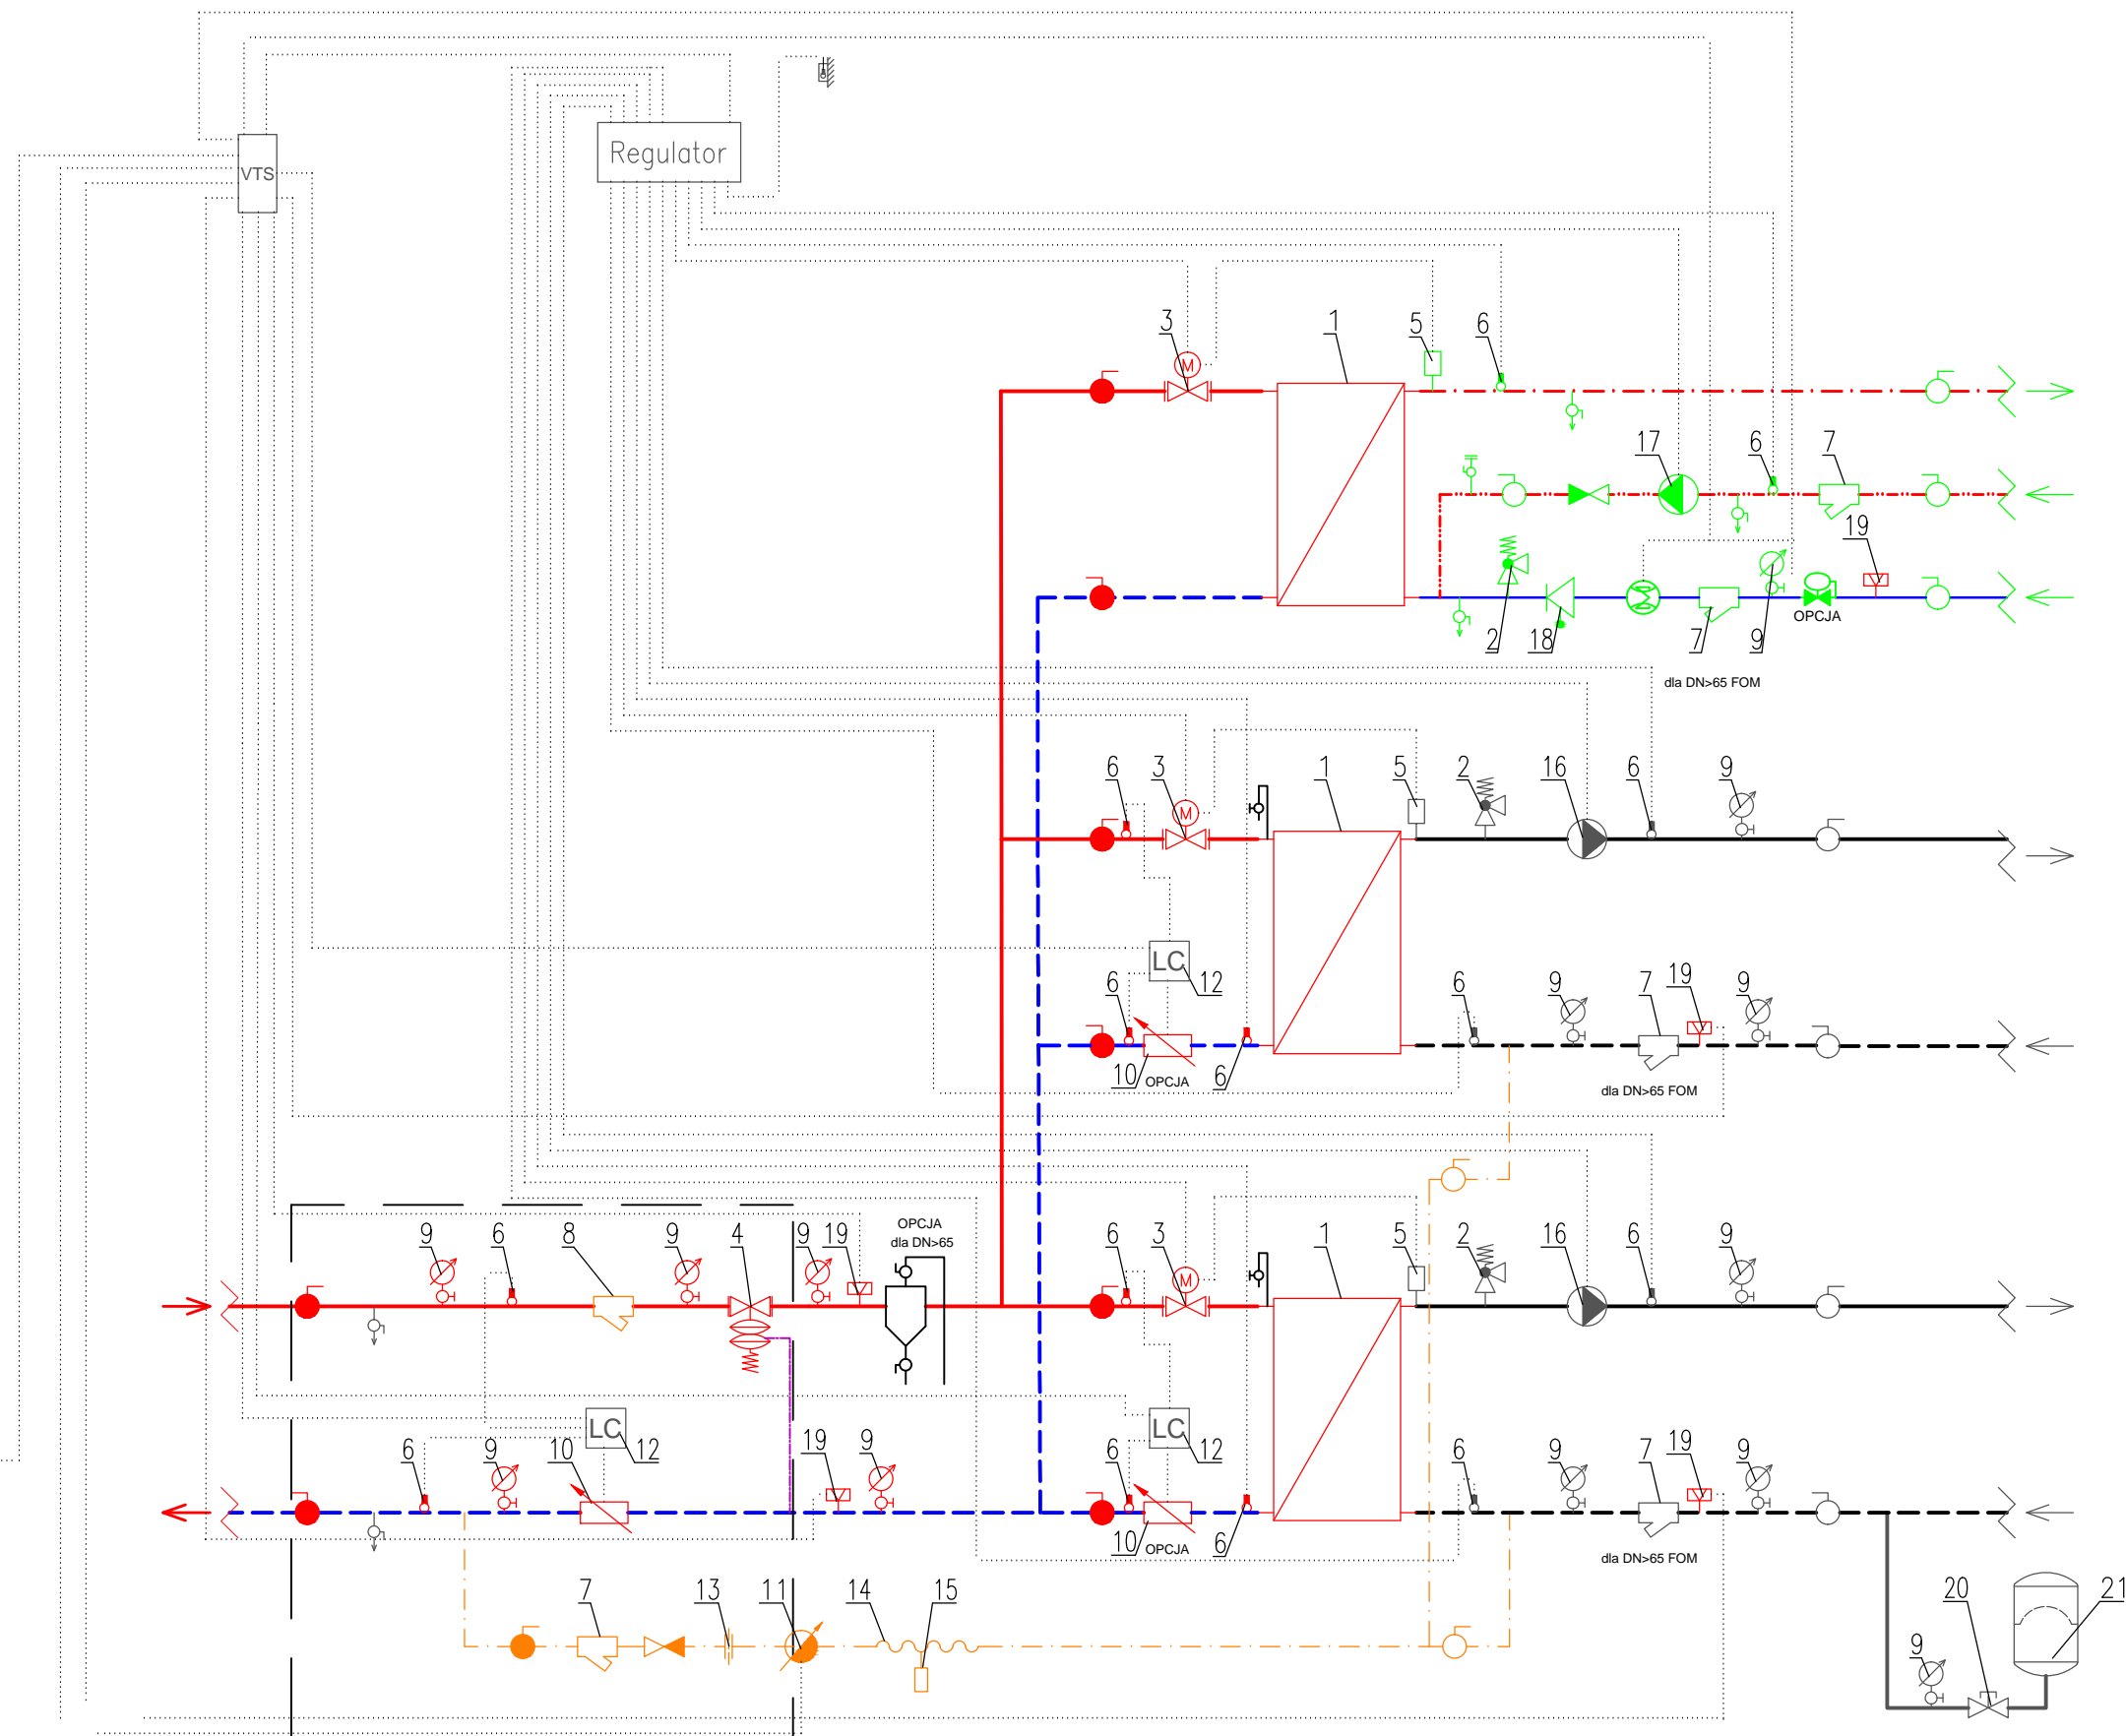 Regulator
VTS
3 1 5 6
M
17 6 7
19
OPCJA
2 18 7 9
dla DN>65 FOM
6 3 1 5 2 16 6 9
M
LC
6 12 6 9 7 19 9
10 OPCJA 6
dla DN>65 FOM
OPCJA
dla DN>65
9 6 8 9 4 9 19 6 3 1 5 2 16 6 9
M
LC LC
6 9 10 12 19 9 6 12 6 9 7 19 9
10 OPCJA 6
dla DN>65 FOM
7 13 11 14 15 20 21
9